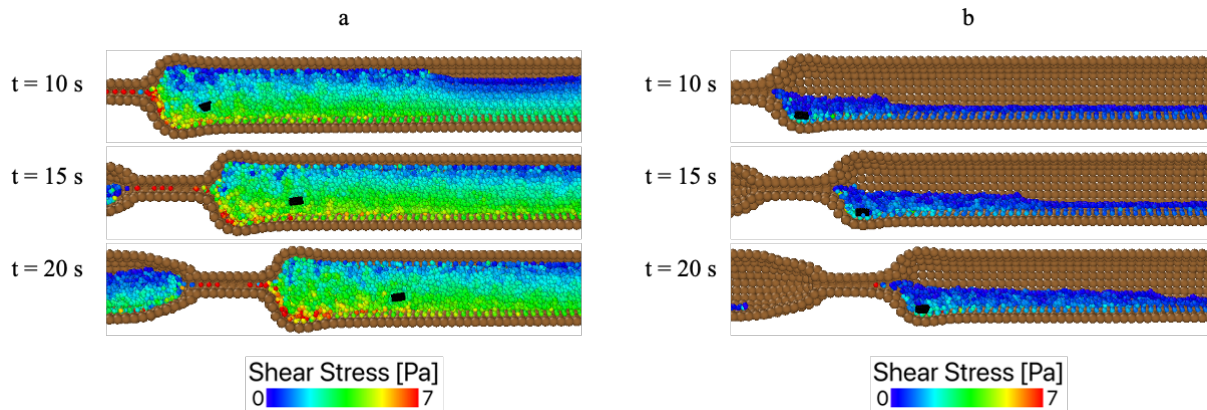 a b
t = 10 s t = 10 s
t = 15 s t = 15 s
t = 20 s t = 20 s
Shear Stress [Pa] Shear Stress [Pa]
0 7 0 7